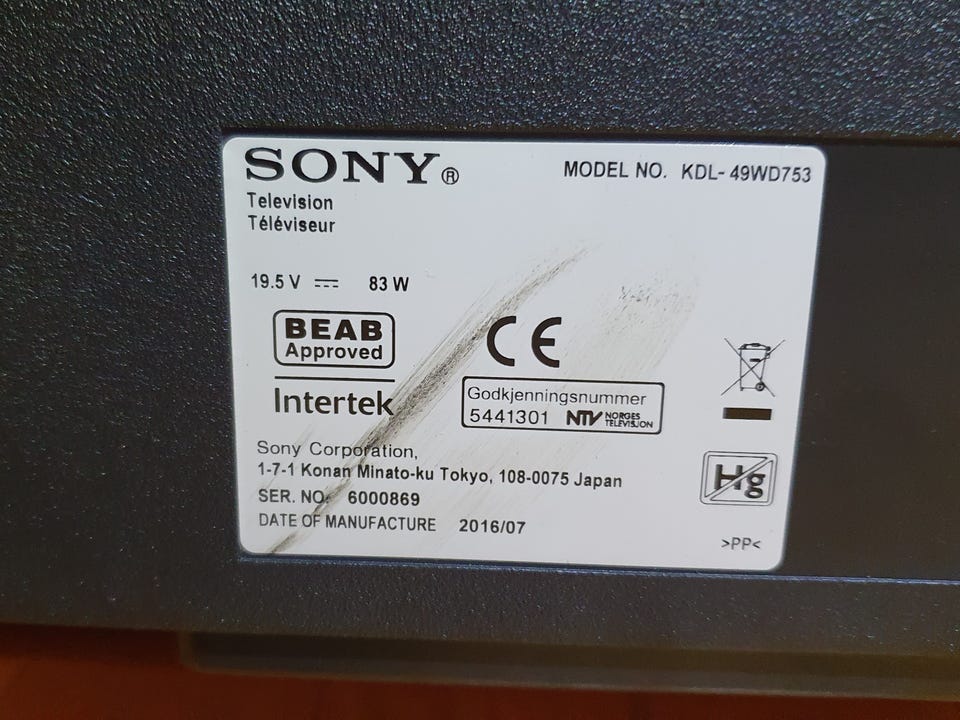 SONY®
MODEL NO. KDL-49WD753
Television
Téléviseur
19.5 V ⎓ 83 W
BEAB
Approved
Intertek
CE
Godkjenningsnummer
5441301 NTV NORGES
TELEVISJON
Sony Corporation,
1-7-1 Konan Minato-ku Tokyo, 108-0075 Japan
SER. NO. 6000869
DATE OF MANUFACTURE 2016/07
Hg
>PP<